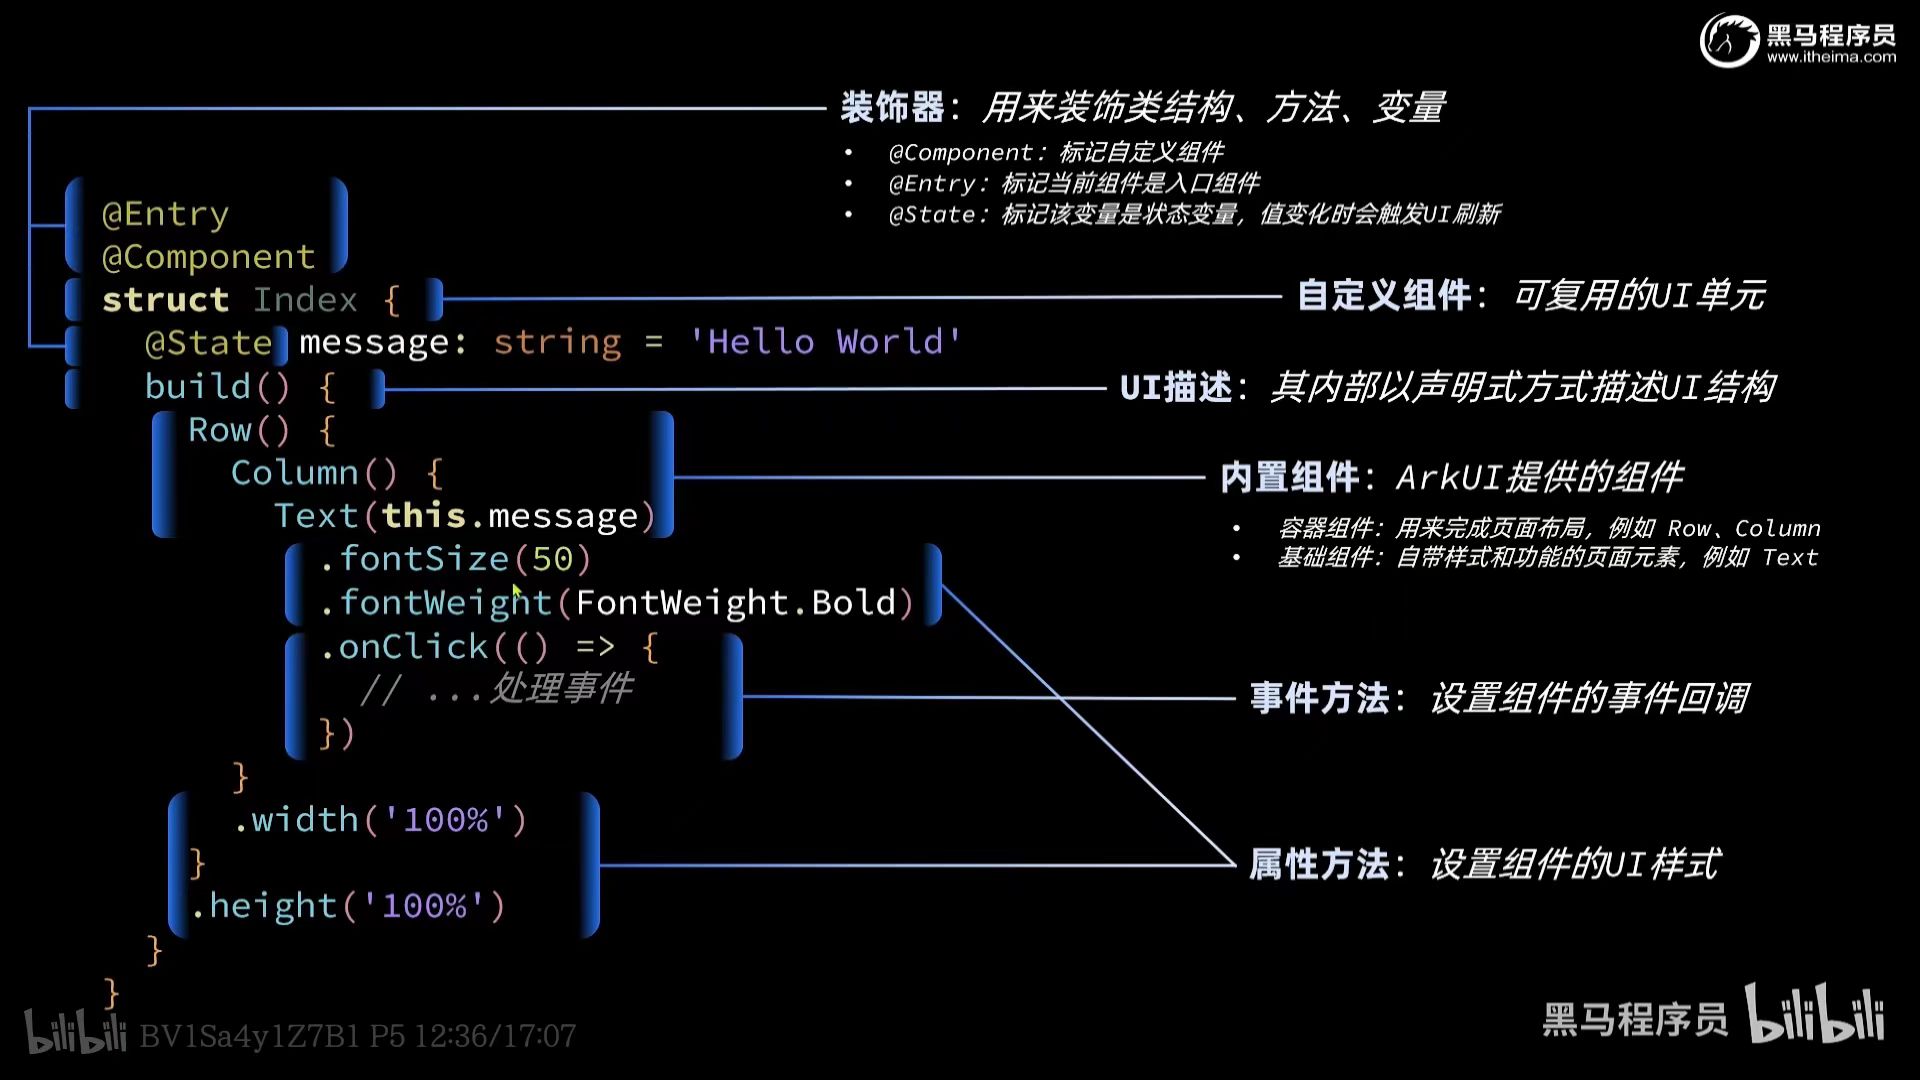 黑马程序员
www.itheima.com
装饰器：用来装饰类结构、方法、变量
• @Component：标记自定义组件
• @Entry：标记当前组件是入口组件
• @State：标记该变量是状态变量，值变化时会触发UI刷新
@Entry
@Component
struct Index {
自定义组件：可复用的UI单元
@State message: string = 'Hello World'
build() {
UI描述：其内部以声明式方式描述UI结构
Row() {
Column() {
内置组件：ArkUI提供的组件
Text(this.message)
• 容器组件：用来完成页面布局，例如 Row、Column
• 基础组件：自带样式和功能的页面元素，例如 Text
.fontSize(50)
.fontWeight(FontWeight.Bold)
.onClick(() => {
// ...处理事件
事件方法：设置组件的事件回调
})
}
.width('100%')
}
属性方法：设置组件的UI样式
.height('100%')
}
}
bilibili BV1Sa4y1Z7B1 P5 12:36/17:07
黑马程序员 bilibili